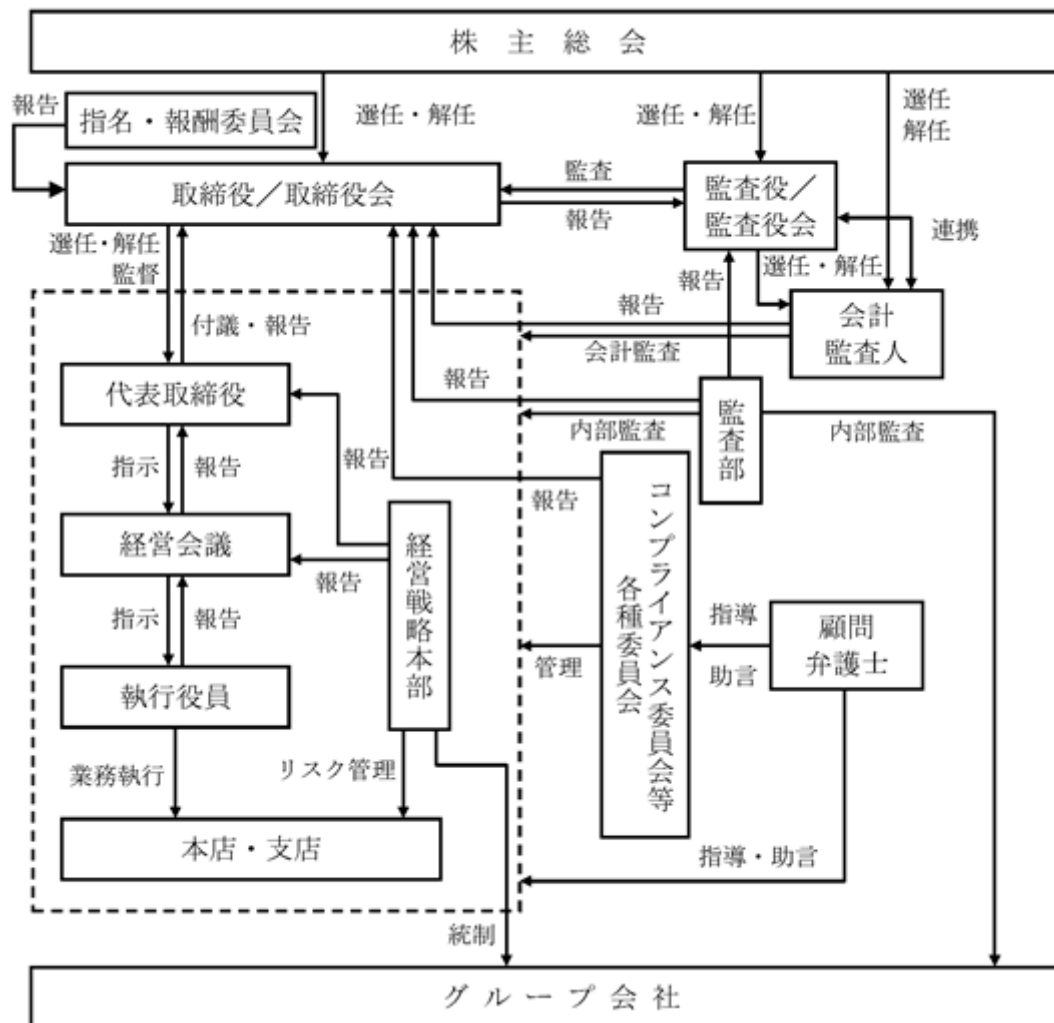 株主総会
報告
指名・報酬委員会
選任・解任
選任・解任
選任
解任
取締役／取締役会
監査
報告
監査役／
監査役会
連携
選任・解任
監督
付議・報告
報告
選任・解任
報告
会計監査
会計
監査人
代表取締役
報告
内部監査
監査部
内部監査
指示
報告
報告
報告
経営会議
報告
経営戦略本部
コンプライアンス委員会等
各種委員会
指示
報告
管理
指導
助言
顧問
弁護士
執行役員
業務執行
リスク管理
本店・支店
指導・助言
統制
グループ会社